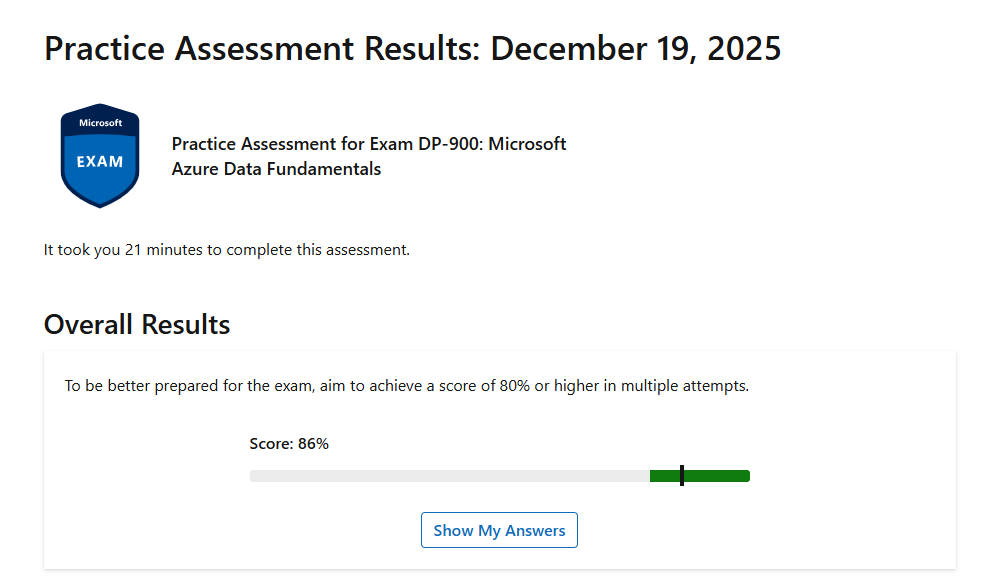 Practice Assessment Results: December 19, 2025
Microsoft
EXAM
Practice Assessment for Exam DP-900: Microsoft
Azure Data Fundamentals
It took you 21 minutes to complete this assessment.
Overall Results
To be better prepared for the exam, aim to achieve a score of 80% or higher in multiple attempts.
Score: 86%
Show My Answers